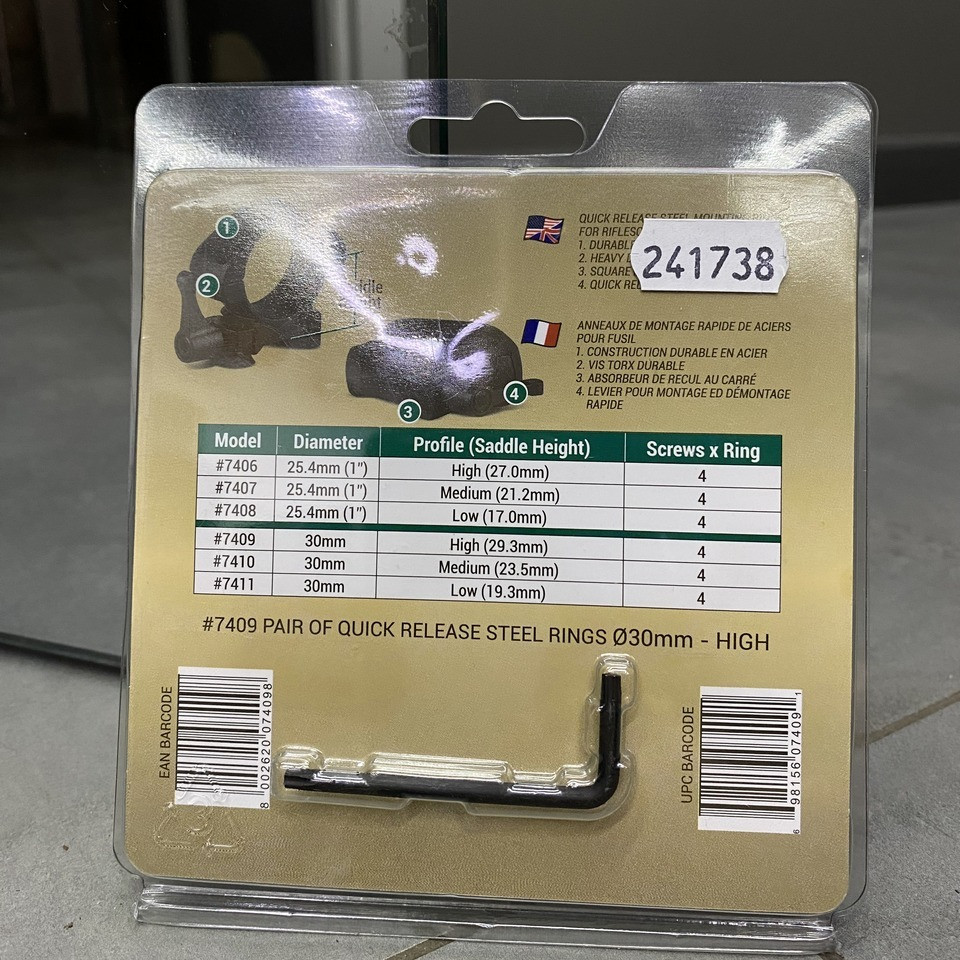 1
2
Saddle
Height
3
4
QUICK RELEASE STEEL MOUNTING
FOR RIFLESC
1. DURABLE
2. HEAVY
3. SQUARE
4. QUICK REL
241738
ANNEAUX DE MONTAGE RAPIDE DE ACIERS
POUR FUSIL
1. CONSTRUCTION DURABLE EN ACIER
2. VIS TORX DURABLE
3. ABSORBEUR DE RECUL AU CARRÉ
4. LEVIER POUR MONTAGE ED DÉMONTAGE
RAPIDE
Model Diameter Profile (Saddle Height) Screws x Ring
#7406 25.4mm (1") High (27.0mm) 4
#7407 25.4mm (1") Medium (21.2mm) 4
#7408 25.4mm (1") Low (17.0mm) 4
#7409 30mm High (29.3mm) 4
#7410 30mm Medium (23.5mm) 4
#7411 30mm Low (19.3mm) 4
#7409 PAIR OF QUICK RELEASE STEEL RINGS Ø30mm - HIGH
EAN BARCODE
8 002620 074098
UPC BARCODE
6 98156 07409 1